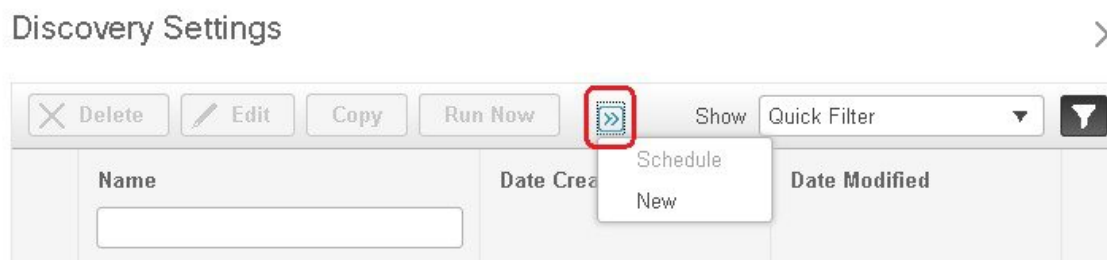 Discovery Settings
Delete Edit Copy Run Now Show Quick Filter
Schedule
Name Date Crea Date Modified
New